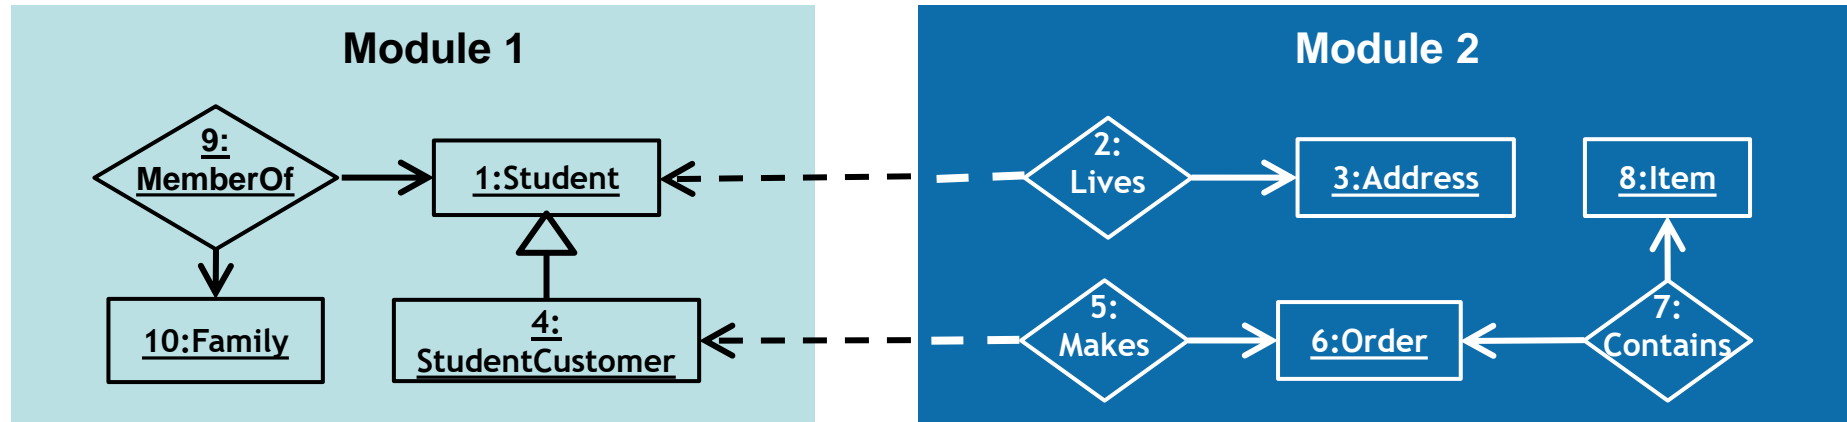 Module 1
9:
MemberOf
1:Student
10:Family
4:
StudentCustomer
Module 2
2:
Lives
3:Address
8:Item
5:
Makes
6:Order
7:
Contains